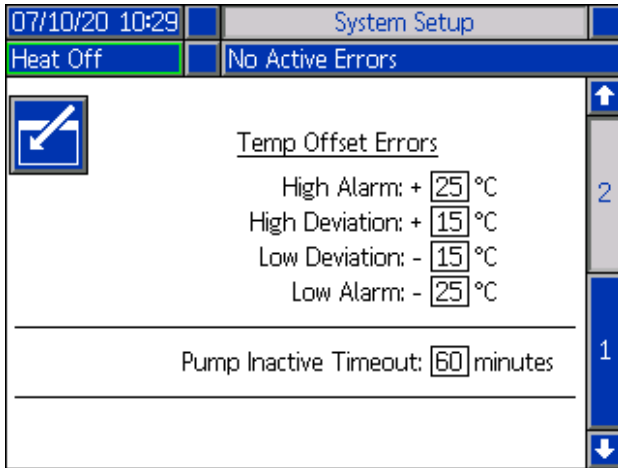 07/10/20 10:29 System Setup
Heat Off No Active Errors
Temp Offset Errors
High Alarm: + 25 °C
2
High Deviation: + 15 °C
Low Deviation: - 15 °C
Low Alarm: - 25 °C
Pump Inactive Timeout: 60 minutes
1